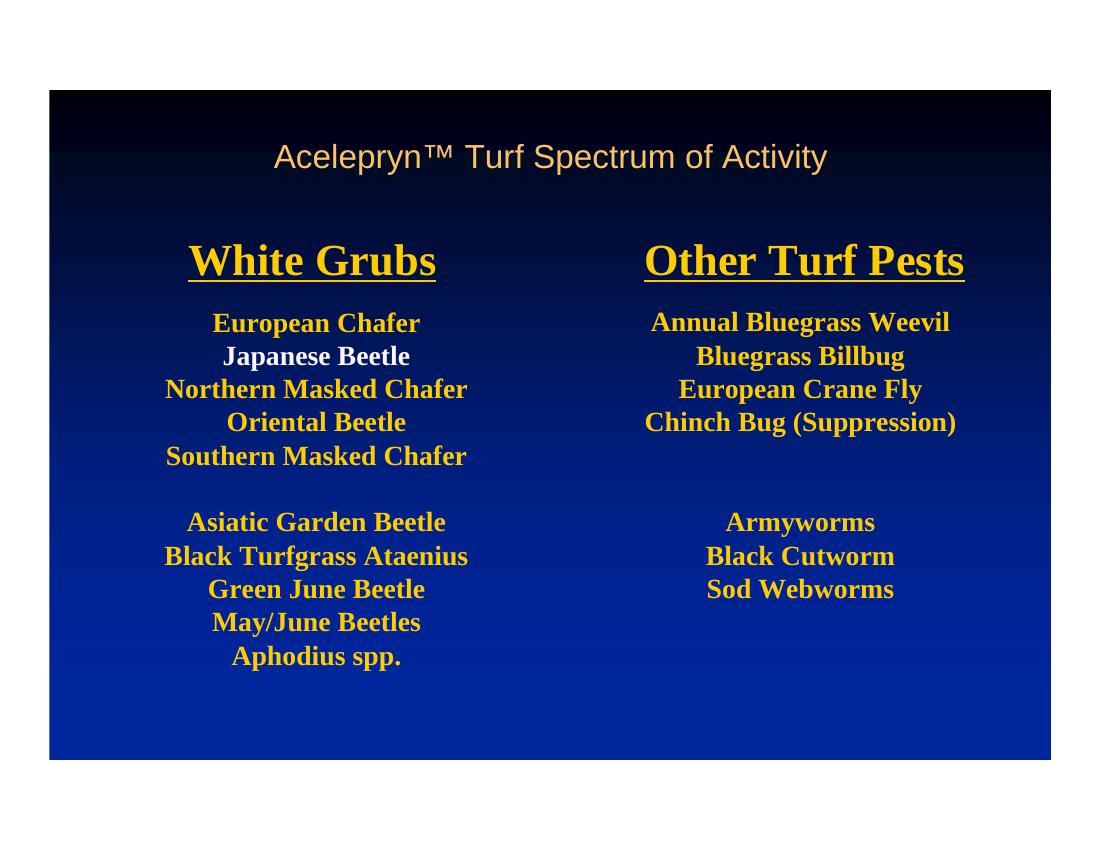 Acelepryn™ Turf Spectrum of Activity
White Grubs
European Chafer
Japanese Beetle
Northern Masked Chafer
Oriental Beetle
Southern Masked Chafer
Asiatic Garden Beetle
Black Turfgrass Ataenius
Green June Beetle
May/June Beetles
Aphodius spp.
Other Turf Pests
Annual Bluegrass Weevil
Bluegrass Billbug
European Crane Fly
Chinch Bug (Suppression)
Armyworms
Black Cutworm
Sod Webworms